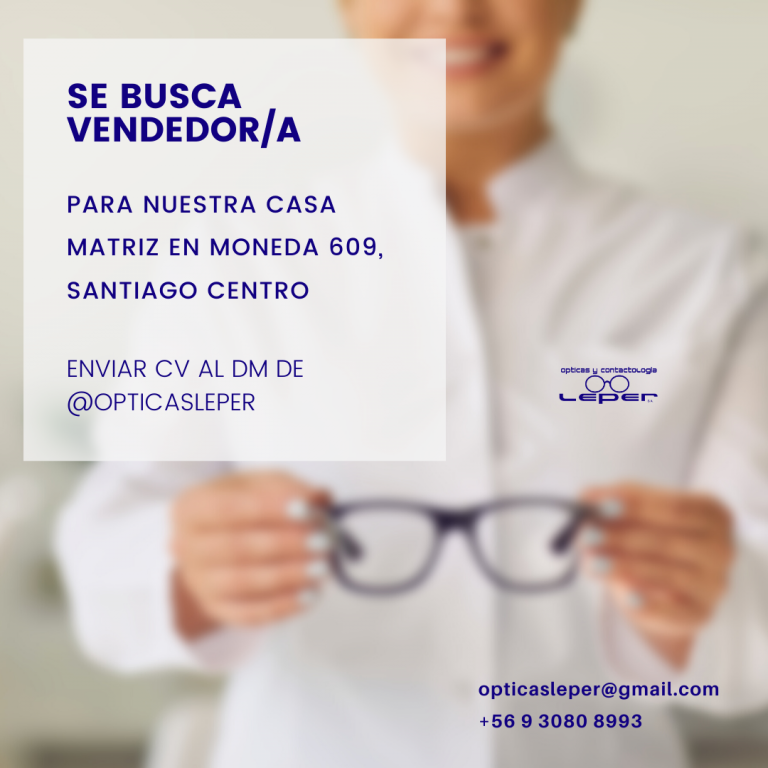 SE BUSCA
VENDEDOR/A
PARA NUESTRA CASA
MATRIZ EN MONEDA 609,
SANTIAGO CENTRO
ENVIAR CV AL DM DE
@OPTICASLEPER
opticas y contactologia
LEPER
opticasleper@gmail.com
+56 9 3080 8993